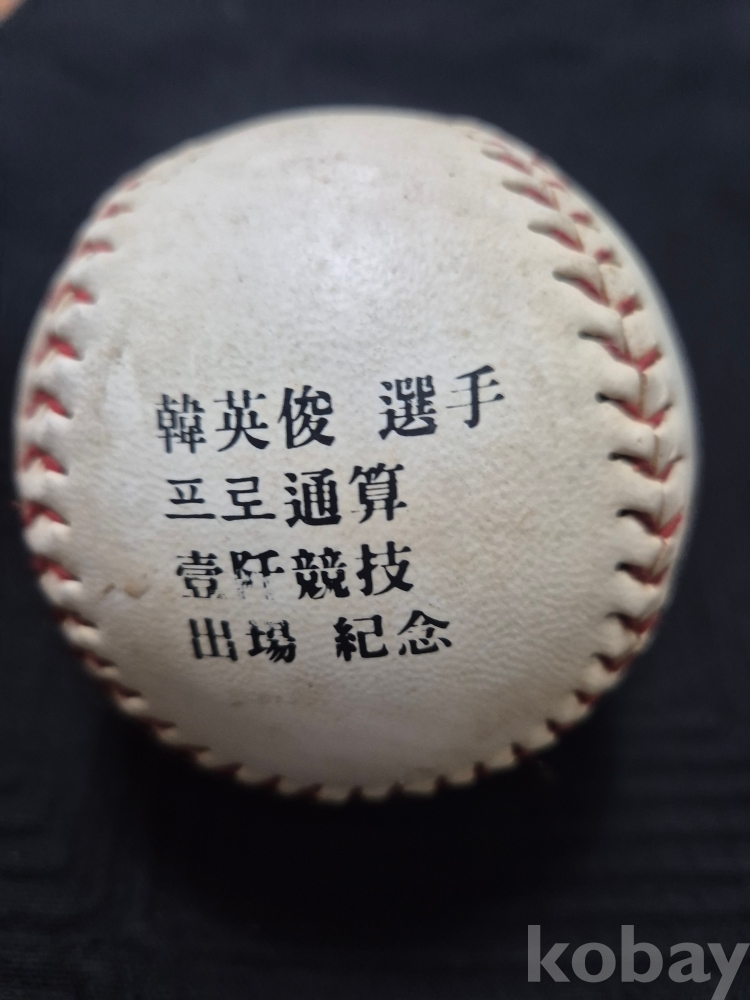 韓英俊 選手
프로通算
壹阡競技
出場 紀念
kobay